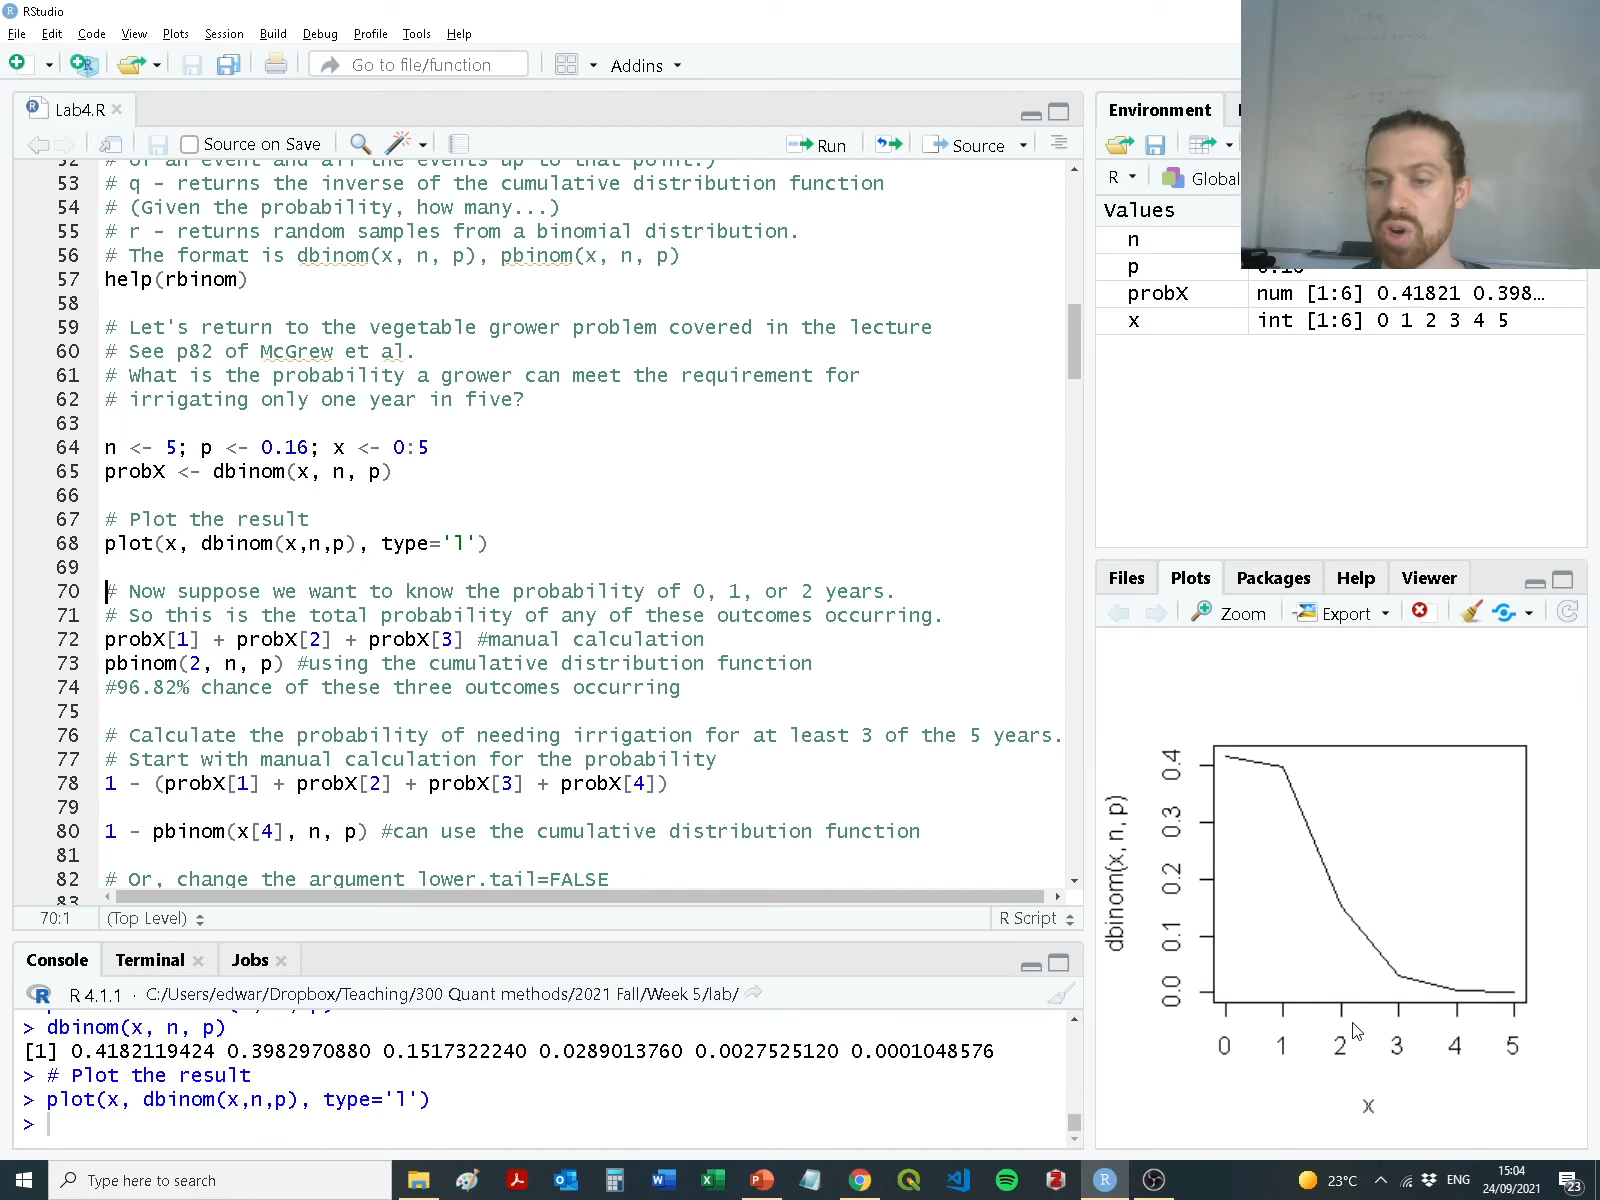 RStudio
File Edit Code View Plots Session Build Debug Profile Tools Help
Go to file/function Addins
Lab4.R
Source on Save Run Source
52 # of an event and all the events up to that point.)
53 # q - returns the inverse of the cumulative distribution function
54 # (Given the probability, how many...)
55 # r - returns random samples from a binomial distribution.
56 # The format is dbinom(x, n, p), pbinom(x, n, p)
57 help(rbinom)
58
59 # Let's return to the vegetable grower problem covered in the lecture
60 # See p82 of McGrew et al.
61 # What is the probability a grower can meet the requirement for
62 # irrigating only one year in five?
63
64 n <- 5; p <- 0.16; x <- 0:5
65 probX <- dbinom(x, n, p)
66
67 # Plot the result
68 plot(x, dbinom(x,n,p), type='l')
69
70 # Now suppose we want to know the probability of 0, 1, or 2 years.
71 # So this is the total probability of any of these outcomes occurring.
72 probX[1] + probX[2] + probX[3] #manual calculation
73 pbinom(2, n, p) #using the cumulative distribution function
74 #96.82% chance of these three outcomes occurring
75
76 # Calculate the probability of needing irrigation for at least 3 of the 5 years.
77 # Start with manual calculation for the probability
78 1 - (probX[1] + probX[2] + probX[3] + probX[4])
79
80 1 - pbinom(x[4], n, p) #can use the cumulative distribution function
81
82 # Or, change the argument lower.tail=FALSE
83
70:1 (Top Level) R Script
Console Terminal Jobs
R 4.1.1 · C:/Users/edwar/Dropbox/Teaching/300 Quant methods/2021 Fall/Week 5/lab/
> dbinom(x, n, p)
[1] 0.4182119424 0.3982970880 0.1517322240 0.0289013760 0.0027525120 0.0001048576
> # Plot the result
> plot(x, dbinom(x,n,p), type='l')
>
Environment
R Global
Values
n
p 0.16
probX num [1:6] 0.41821 0.398...
x int [1:6] 0 1 2 3 4 5
Files Plots Packages Help Viewer
Zoom Export
dbinom(x, n, p)
0.0 0.1 0.2 0.3 0.4
0 1 2 3 4 5
x
Type here to search
23°C ENG
15:04
24/09/2021
23